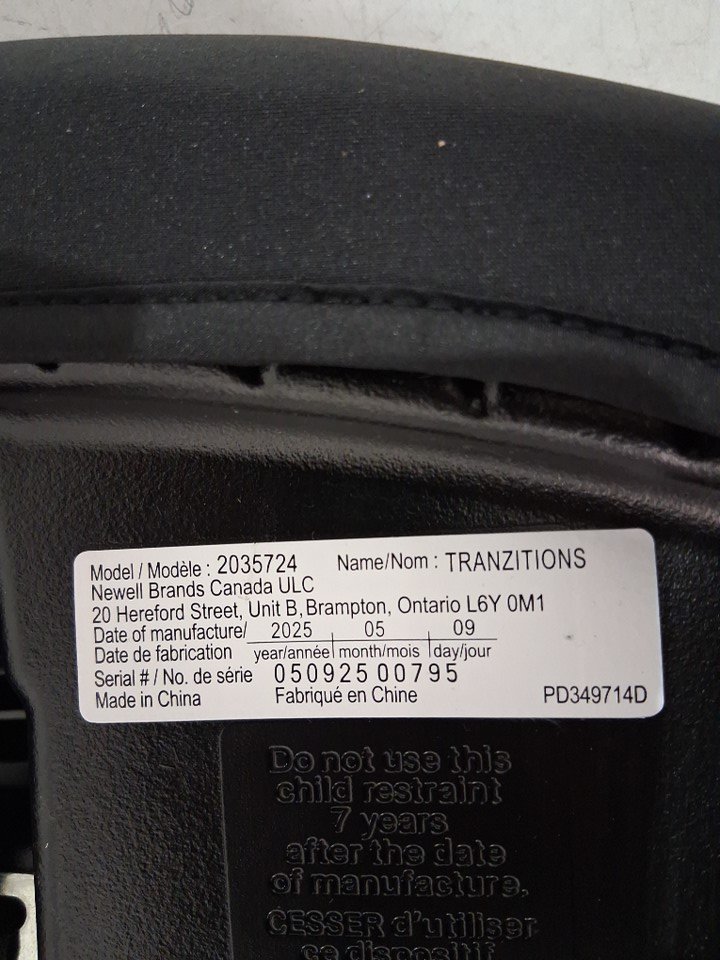 Model / Modèle : 2035724 Name/Nom : TRANZITIONS
Newell Brands Canada ULC
20 Hereford Street, Unit B, Brampton, Ontario L6Y 0M1
Date of manufacture/ 2025 05 09
Date de fabrication year/année month/mois day/jour
Serial # / No. de série 050925 00795
Made in China Fabriqué en Chine PD349714D
Do not use this
child restraint
7 years
after the date
of manufacture.
CESSER d'utiliser
ce dispositif